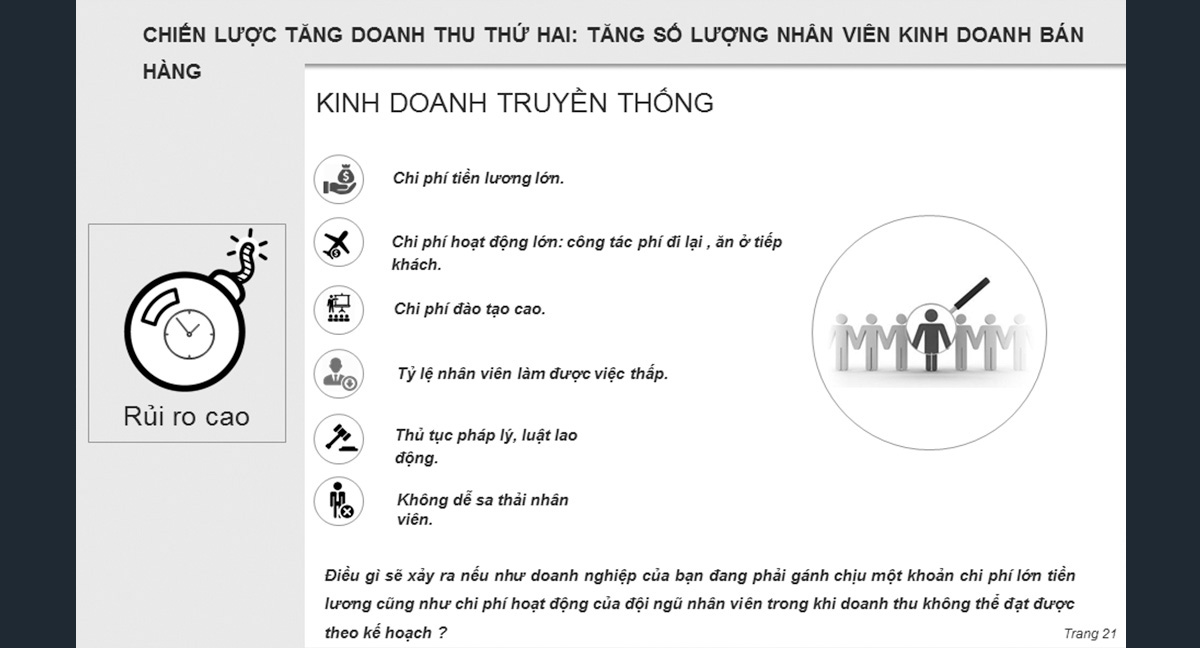 CHIẾN LƯỢC TĂNG DOANH THU THỨ HAI: TĂNG SỐ LƯỢNG NHÂN VIÊN KINH DOANH BÁN
HÀNG
KINH DOANH TRUYỀN THỐNG
Chi phí tiền lương lớn.
Chi phí hoạt động lớn: công tác phí đi lại , ăn ở tiếp
khách.
Chi phí đào tạo cao.
Tỷ lệ nhân viên làm được việc thấp.
Rủi ro cao
Thủ tục pháp lý, luật lao
động.
Không dễ sa thải nhân
viên.
Điều gì sẽ xảy ra nếu như doanh nghiệp của bạn đang phải gánh chịu một khoản chi phí lớn tiền
lương cũng như chi phí hoạt động của đội ngũ nhân viên trong khi doanh thu không thể đạt được
theo kế hoạch ?
Trang 21